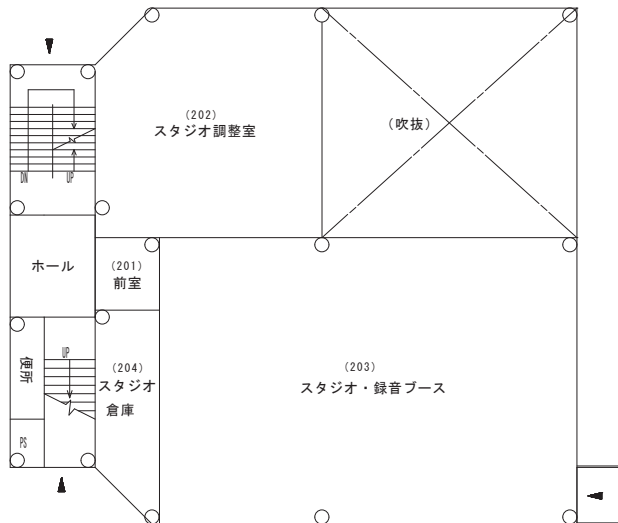 (202)
スタジオ調整室
(吹抜)
DN
UP
ホール
(201)
前室
便所
UP
(204)
スタジオ
倉庫
(203)
スタジオ・録音ブース
PS